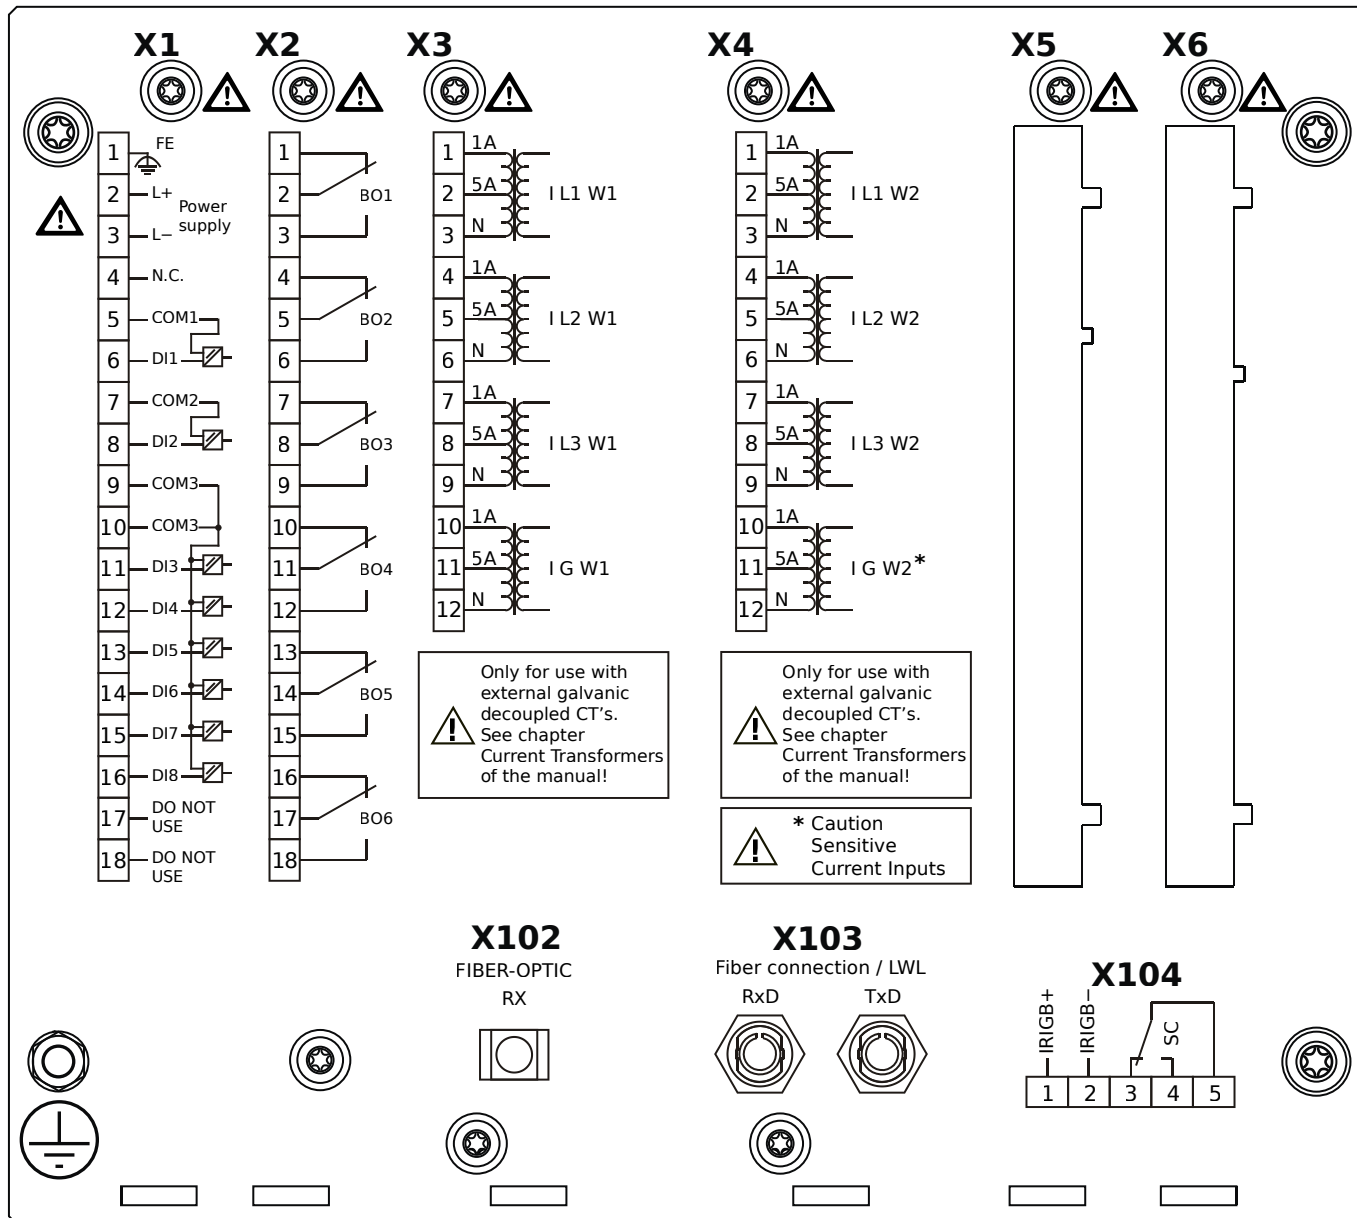 X1
X2
X3
X4
X5
X6
1
FE
2
L+
Power
supply
3
L−
4
N.C.
5
COM1
6
DI1
7
COM2
8
DI2
9
COM3
10
COM3
11
DI3
12
DI4
13
DI5
14
DI6
15
DI7
16
DI8
17
DO NOT
USE
18
DO NOT
USE
1
2
BO1
3
4
5
BO2
6
7
8
BO3
9
10
11
BO4
12
13
14
BO5
15
16
17
BO6
18
1
1A
2
5A
I L1 W1
3
N
4
1A
5
5A
I L2 W1
6
N
7
1A
8
5A
I L3 W1
9
N
10
1A
11
5A
I G W1
12
N
Only for use with
external galvanic
decoupled CT's.
See chapter
Current Transformers
of the manual!
1
1A
2
5A
I L1 W2
3
N
4
1A
5
5A
I L2 W2
6
N
7
1A
8
5A
I L3 W2
9
N
10
1A
11
5A
I G W2*
12
N
Only for use with
external galvanic
decoupled CT's.
See chapter
Current Transformers
of the manual!
* Caution
Sensitive
Current Inputs
X102
FIBER-OPTIC
RX
X103
Fiber connection / LWL
RxD
TxD
X104
IRIGB+
IRIGB−
SC
1
2
3
4
5